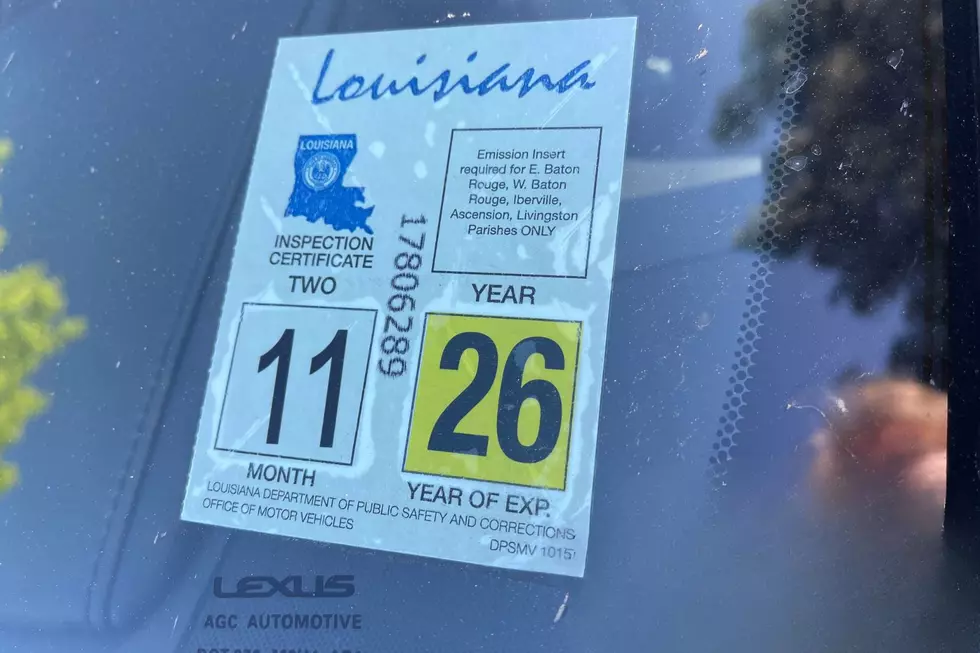 Louisiana
LOUISIANA
INSPECTION
CERTIFICATE
TWO
YEAR
Emission Insert
required for E. Baton
Rouge, W. Baton
Rouge, Iberville,
Ascension, Livingston
Parishes ONLY
17806289
11
26
MONTH
YEAR OF EXP.
LOUISIANA DEPARTMENT OF PUBLIC SAFETY AND CORRECTIONS
OFFICE OF MOTOR VEHICLES
DPSMV 1015
LEXUS
AGC AUTOMOTIVE